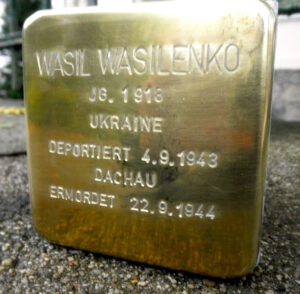 WASIL WASILENKO
JG. 1918
UKRAINE
DEPORTIERT 4.9.1943
DACHAU
ERMORDET 22.9.1944